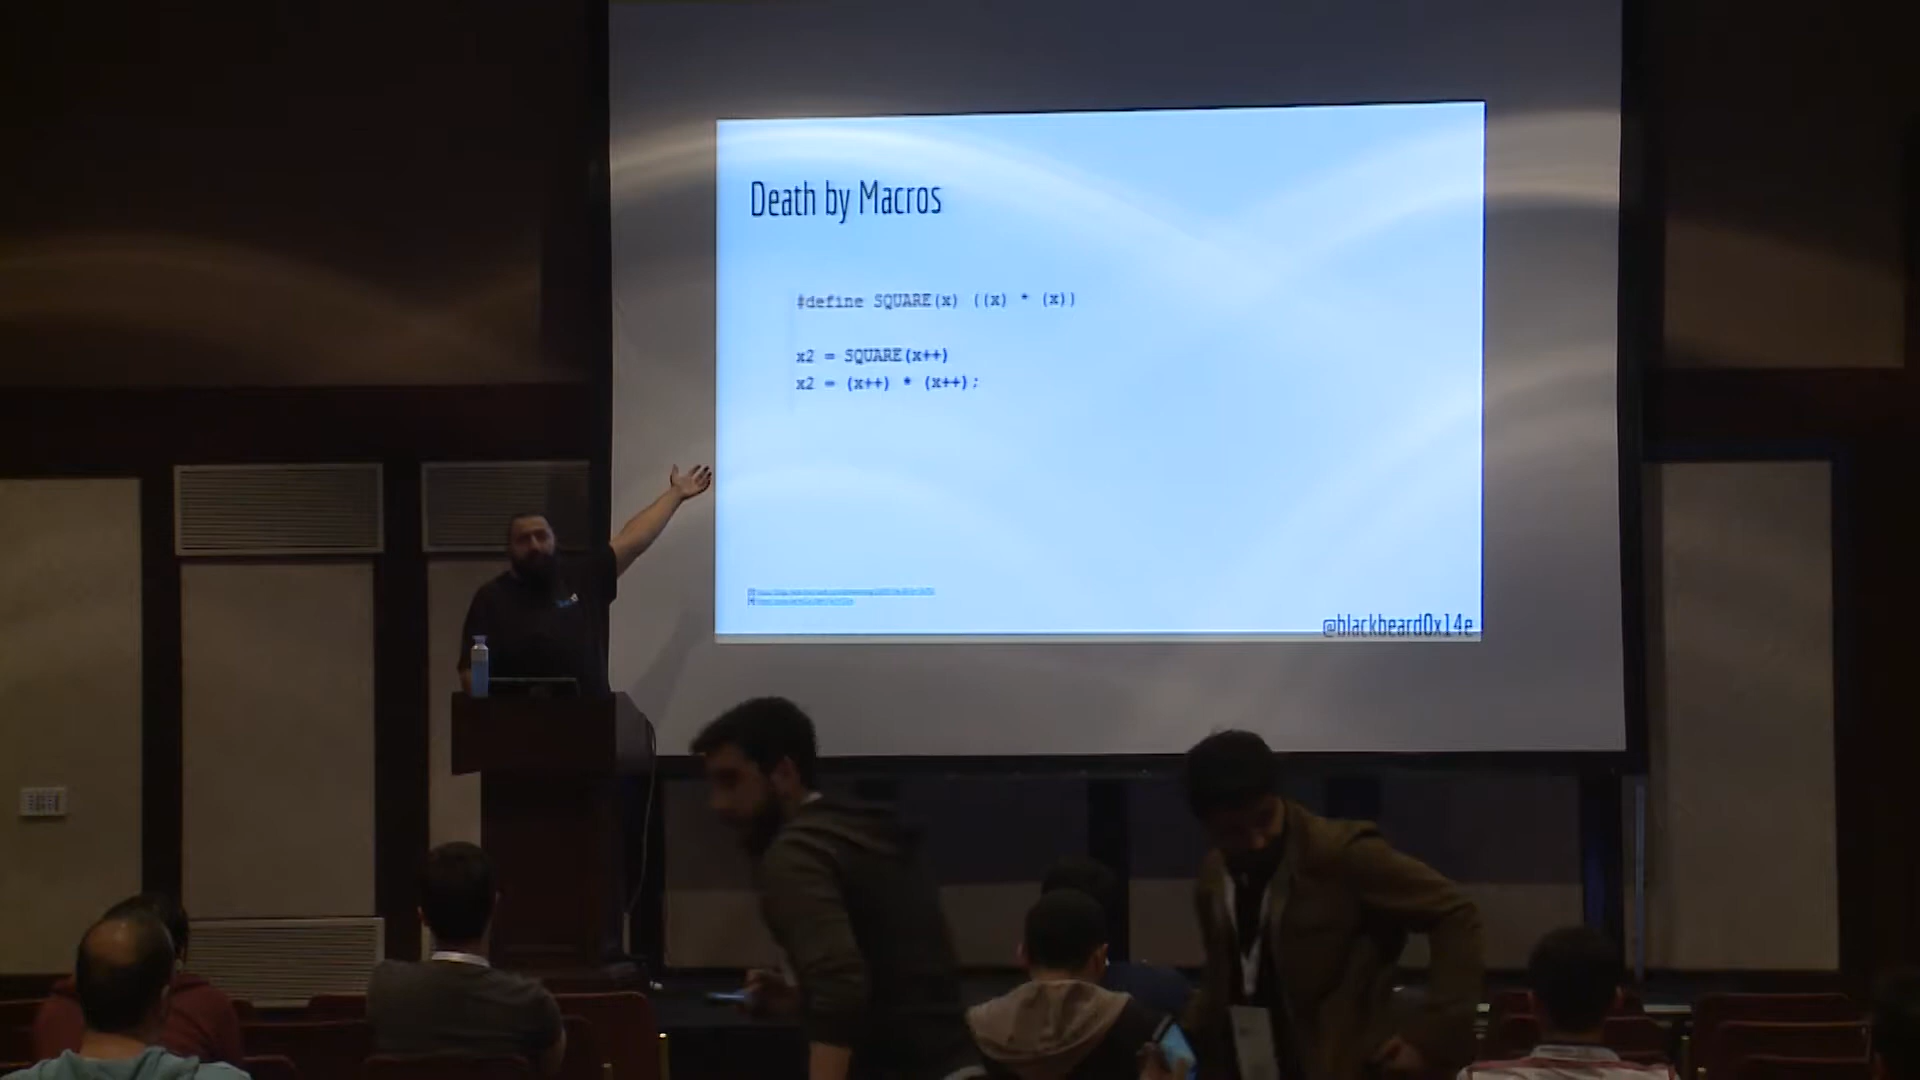 Death by Macros
#define SQUARE(x) ((x) * (x))
x2 = SQUARE(x++)
x2 = (x++) * (x++);
@blackbeard0x14e